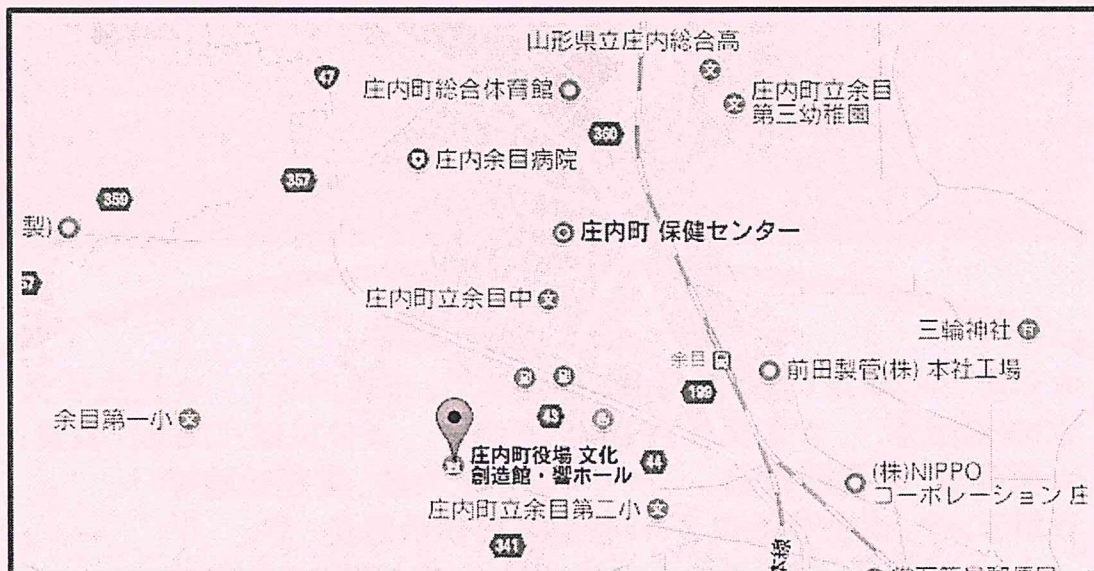 山形県立庄内総合高
47
庄内町総合体育館
庄内町立余目
第三幼稚園
360
庄内余目病院
357
359
製)
庄内町 保健センター
57
庄内町立余目中
三輪神社
余目
前田製管(株) 本社工場
199
余目第一小
43
庄内町役場 文化
創造館・響ホール
44
(株)NIPPO
コーポレーション 庄
庄内町立余目第二小
341
本線